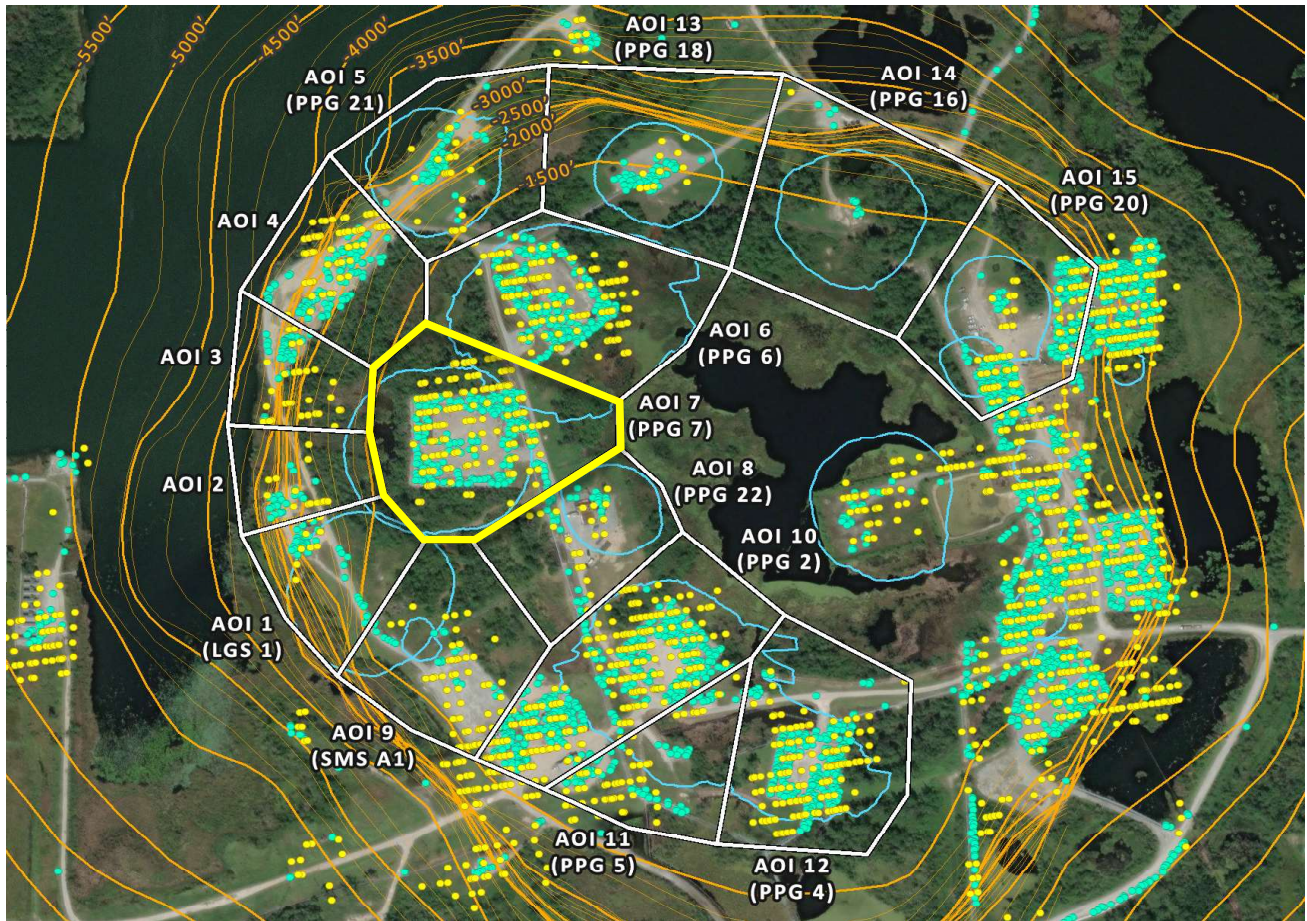 -5500'
-5000'
-4500'
-4000'
-3500'
AOI 13
(PPG 18)
AOI 5
(PPG 21)
AOI 14
(PPG 16)
-3000'
-2500'
-2000'
-1500'
AOI 15
(PPG 20)
AOI 4
AOI 3
AOI 6
(PPG 6)
AOI 7
(PPG 7)
AOI 2
AOI 8
(PPG 22)
AOI 10
(PPG 2)
AOI 1
(LGS 1)
AOI 9
(SMS A1)
AOI 11
(PPG 5)
AOI 12
(PPG 4)